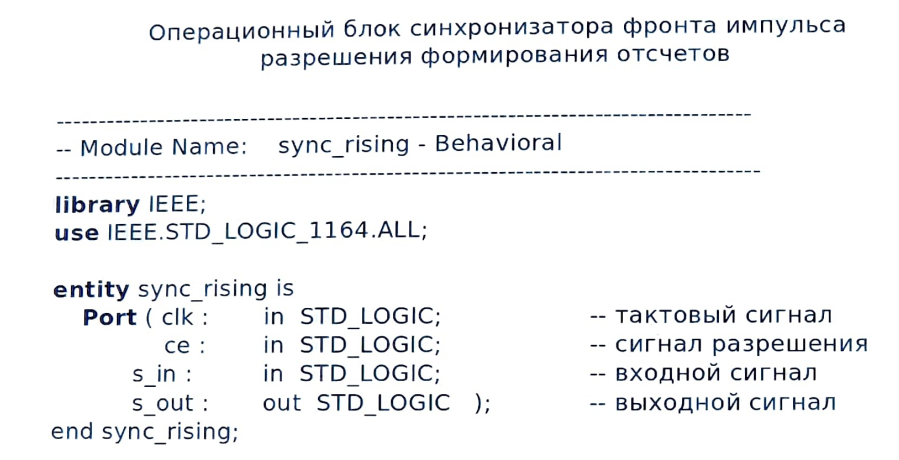 Операционный блок синхронизатора фронта импульса
разрешения формирования отсчетов
--------------------------------------------------------------------------------
-- Module Name: sync_rising - Behavioral
--------------------------------------------------------------------------------
library IEEE;
use IEEE.STD_LOGIC_1164.ALL;
entity sync_rising is
Port ( clk : in STD_LOGIC; -- тактовый сигнал
ce : in STD_LOGIC; -- сигнал разрешения
s_in : in STD_LOGIC; -- входной сигнал
s_out : out STD_LOGIC ); -- выходной сигнал
end sync_rising;